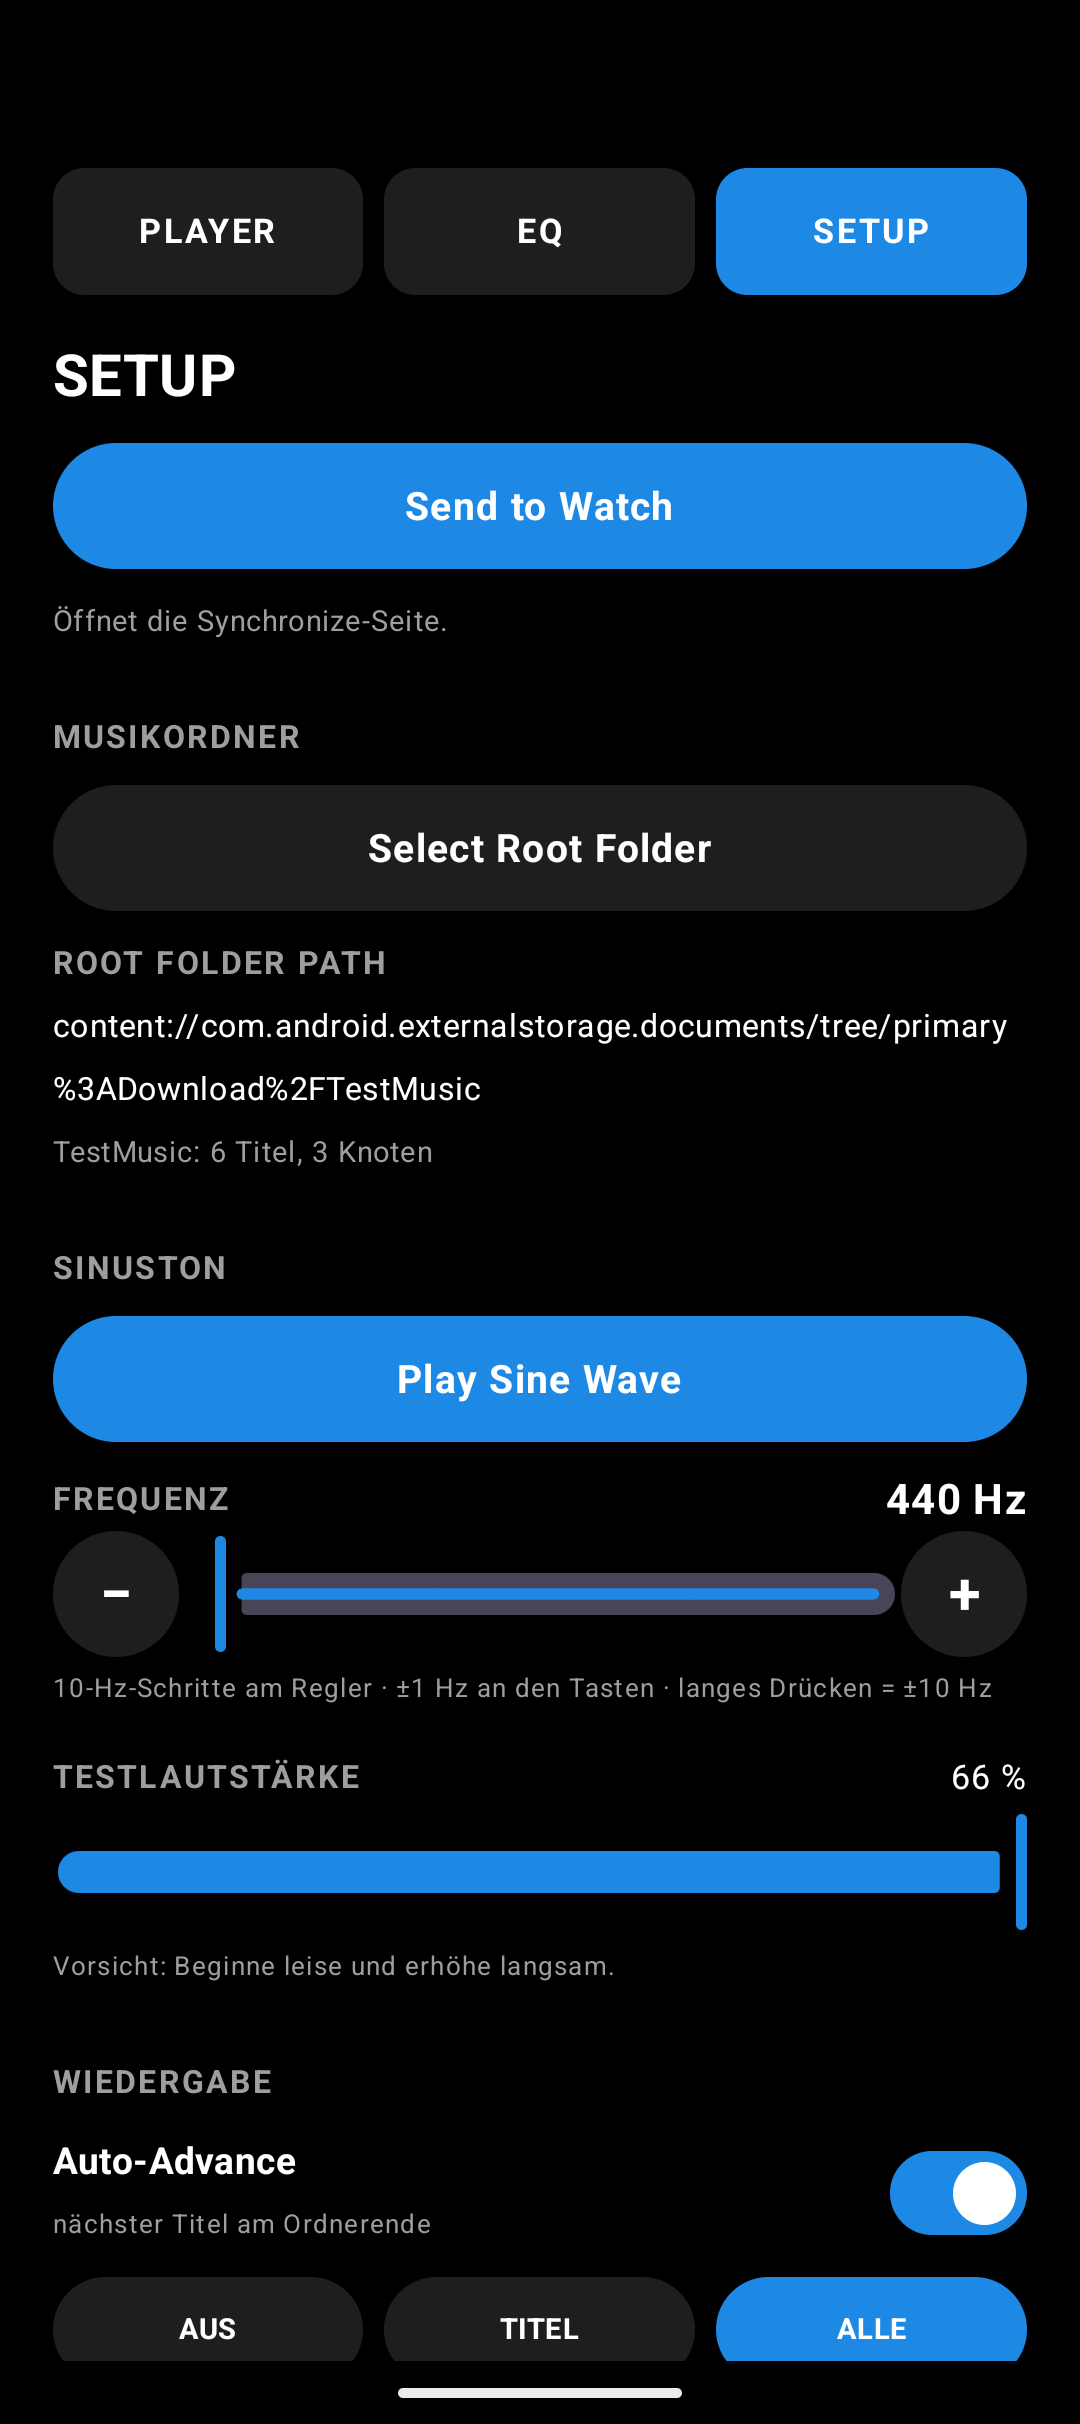 PLAYER
EQ
SETUP
SETUP
Send to Watch
Öffnet die Synchronize-Seite.
MUSIKORDNER
Select Root Folder
ROOT FOLDER PATH
content://com.android.externalstorage.documents/tree/primary
%3ADownload%2FTestMusic
TestMusic: 6 Titel, 3 Knoten
SINUSTON
Play Sine Wave
FREQUENZ
440 Hz
−
+
10-Hz-Schritte am Regler · ±1 Hz an den Tasten · langes Drücken = ±10 Hz
TESTLAUTSTÄRKE
66 %
Vorsicht: Beginne leise und erhöhe langsam.
WIEDERGABE
Auto-Advance
nächster Titel am Ordnerende
AUS
TITEL
ALLE